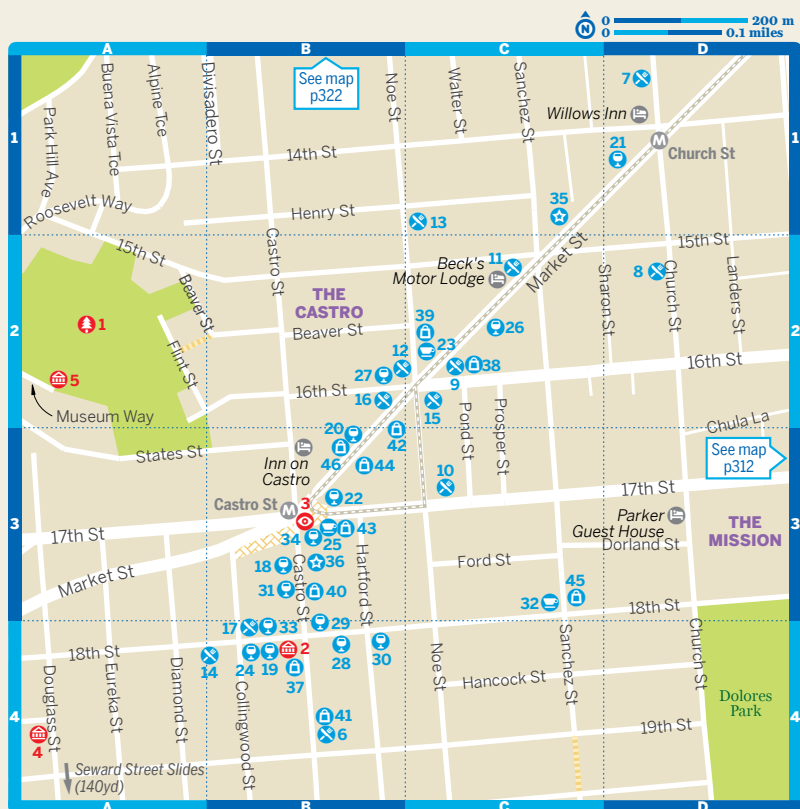 0 200 m
N
0 0.1 miles
A B C D
See map
p322
Park Hill Ave
Buena Vista Tce
Alpine Tce
Divisadero St
Noe St
Walter St
Sanchez St
7
Willows Inn
1 1
21
M
Church St
14th St
35
Roosevelt Way
Henry St
13
15th St
Castro St
Beck's
Motor Lodge
11
Market St
15th St
Sharon St
8
Church St
Landers St
Beaver St
THE
CASTRO
1
2 2
Beaver St
39
26
Flint St
12
23
27
38
9
16th St
5
16th St
16
15
Museum Way
Pond St
Prosper St
Chula La
20
42
States St
46
44
Inn on
Castro
10
See map
p312
22
17th St
Castro St
M
3
Parker
Guest House
THE
MISSION
3 3
17th St
43
34
25
Dorland St
18
36
Hartford St
Ford St
Market St
31
40
Castro St
45
32
18th St
17
33
29
18th St
14
24
19
2
28
30
37
Noe St
Sanchez St
Church St
Douglass St
Eureka St
Diamond St
Collingwood St
Hancock St
Dolores
Park
4 4
41
19th St
4
6
Seward Street Slides
(140yd)
A B C D